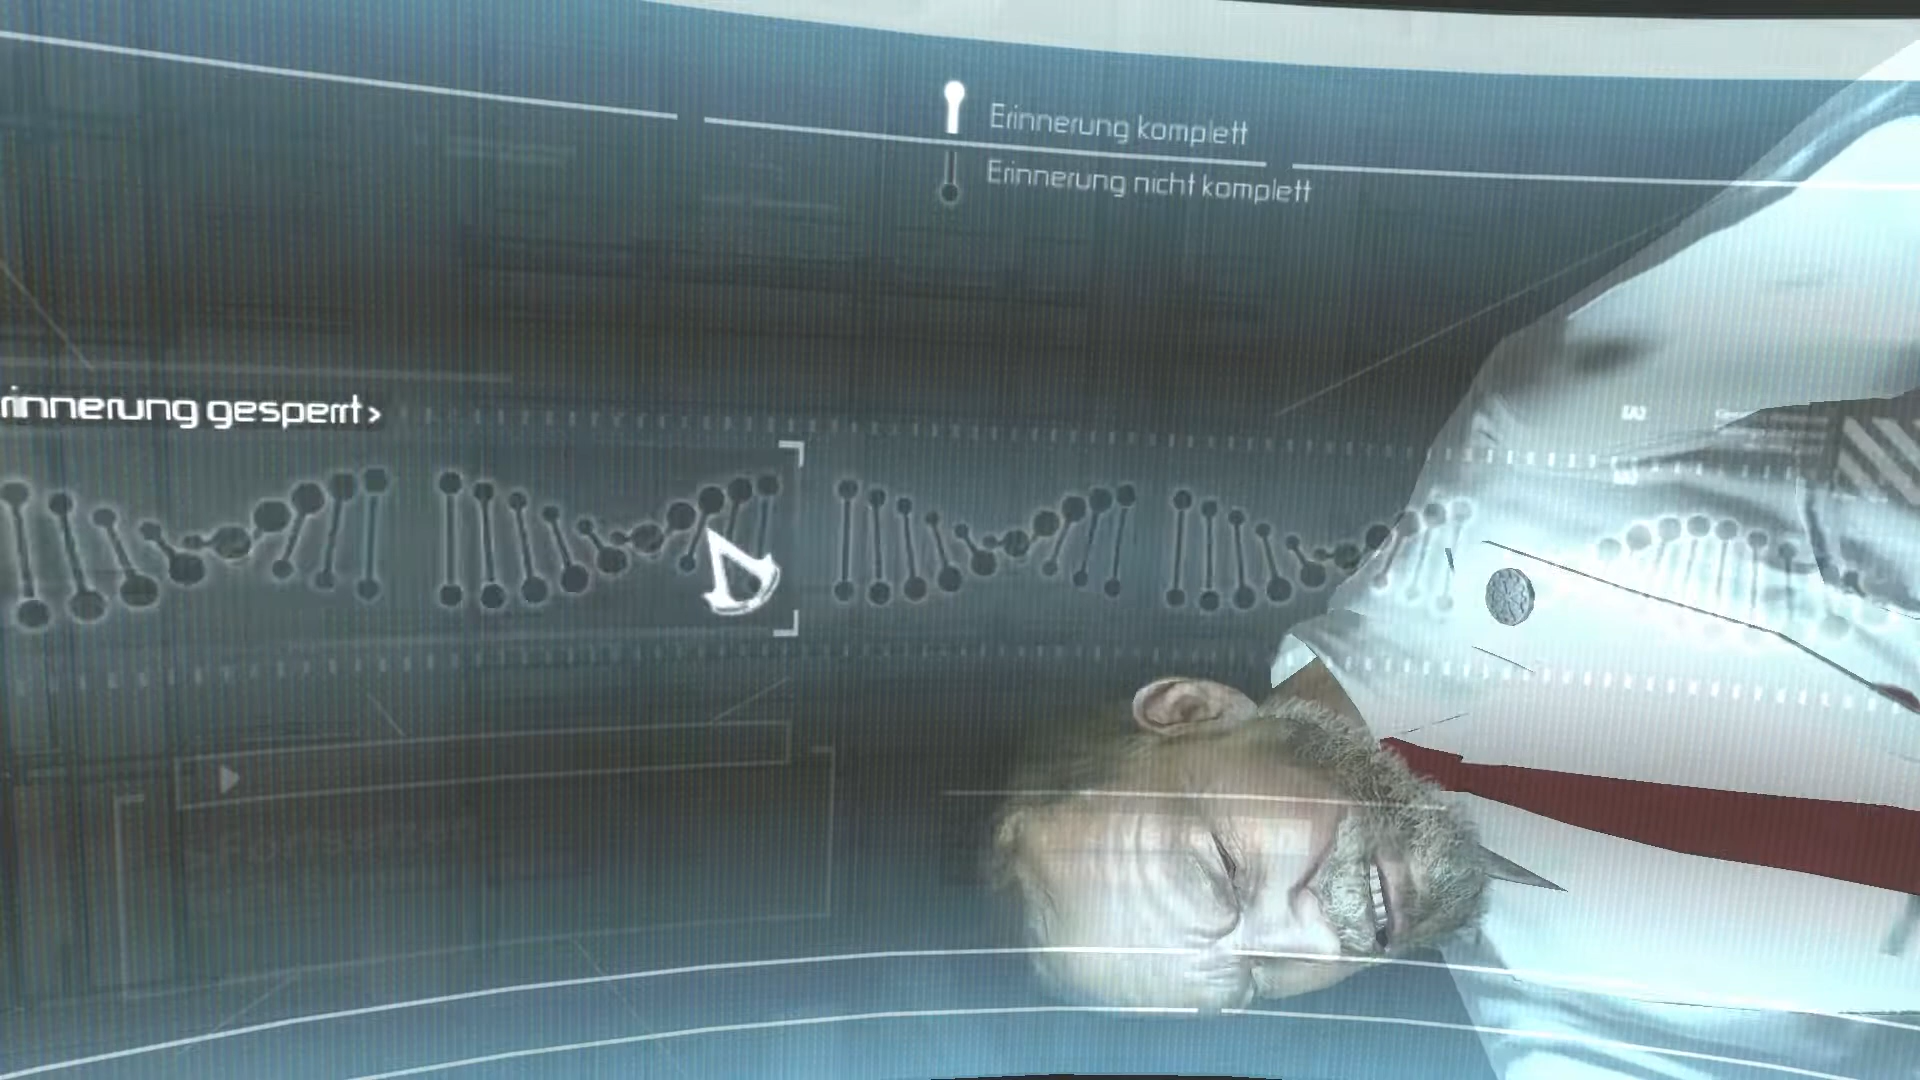 Erinnerung komplett
Erinnerung nicht komplett
rinnerung gesperrt >